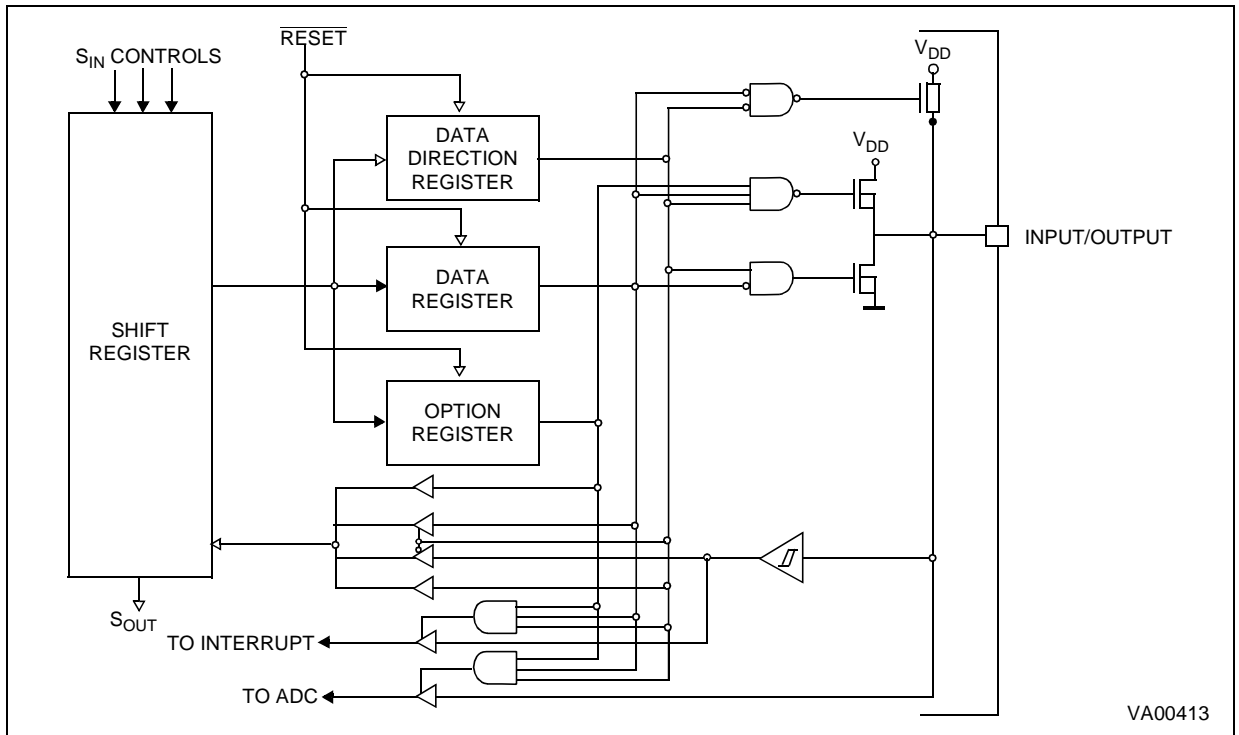 RESET
S_IN CONTROLS
V_DD
DATA
DIRECTION
REGISTER
V_DD
INPUT/OUTPUT
DATA
REGISTER
SHIFT
REGISTER
OPTION
REGISTER
S_OUT
TO INTERRUPT
TO ADC
VA00413